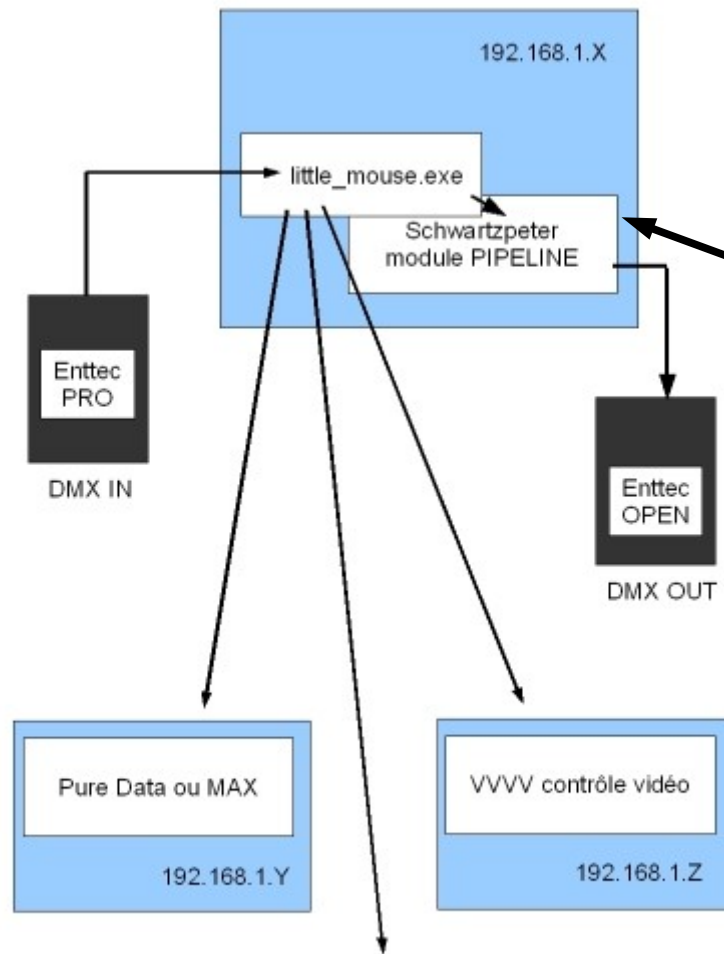 192.168.1.X
little_mouse.exe
Schwartzpeter
module PIPELINE
Enttec
PRO
DMX IN
Enttec
OPEN
DMX OUT
Pure Data ou MAX
192.168.1.Y
VVVV contrôle vidéo
192.168.1.Z